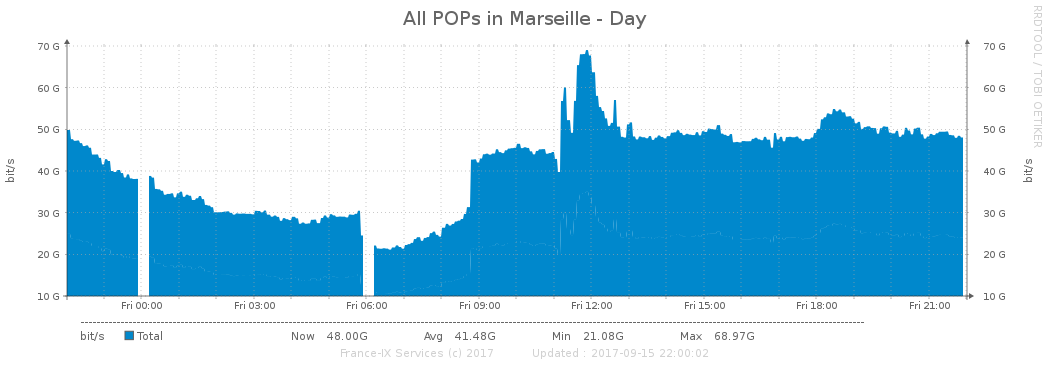 All POPs in Marseille - Day
RRDTOOL / TOBI OETIKER
70 G 70 G
60 G 60 G
50 G 50 G
40 G 40 G
30 G 30 G
20 G 20 G
10 G 10 G
bit/s
bit/s
Fri 00:00 Fri 03:00 Fri 06:00 Fri 09:00 Fri 12:00 Fri 15:00 Fri 18:00 Fri 21:00
bit/s Total Now 48.00G Avg 41.48G Min 21.08G Max 68.97G
France-IX Services (c) 2017 Updated : 2017-09-15 22:00:02